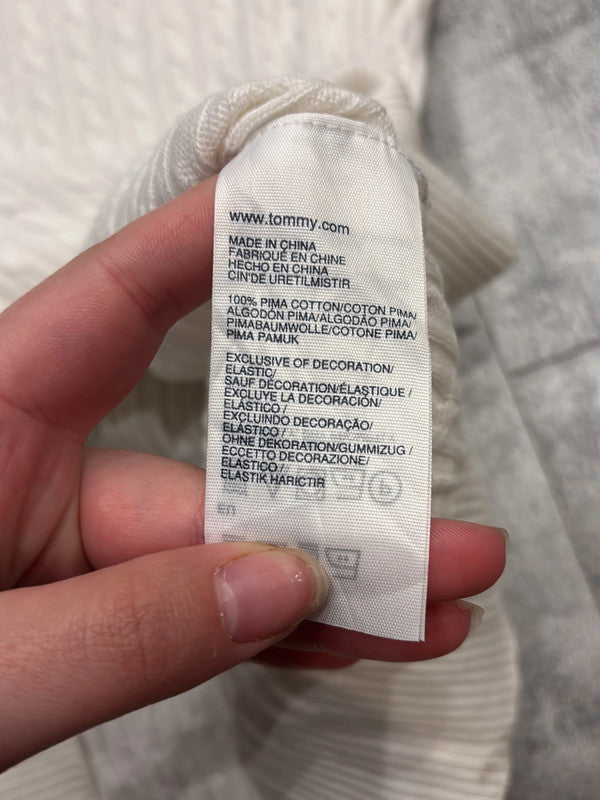 www.tommy.com
MADE IN CHINA
FABRIQUÉ EN CHINE
HECHO EN CHINA
CIN'DE URETILMISTIR
100% PIMA COTTON/COTON PIMA/
ALGODÓN PIMA/ALGODÃO PIMA/
PIMABAUMWOLLE/COTONE PIMA/
PIMA PAMUK
EXCLUSIVE OF DECORATION/
ELASTIC/
SAUF DÉCORATION/ÉLASTIQUE /
EXCLUYE LA DECORACIÓN/
ELÁSTICO /
EXCLUINDO DECORAÇÃO/
ELÁSTICO /
OHNE DEKORATION/GUMMIZUG /
ECCETTO DECORAZIONE/
ELASTICO /
ELASTIK HARICTIR